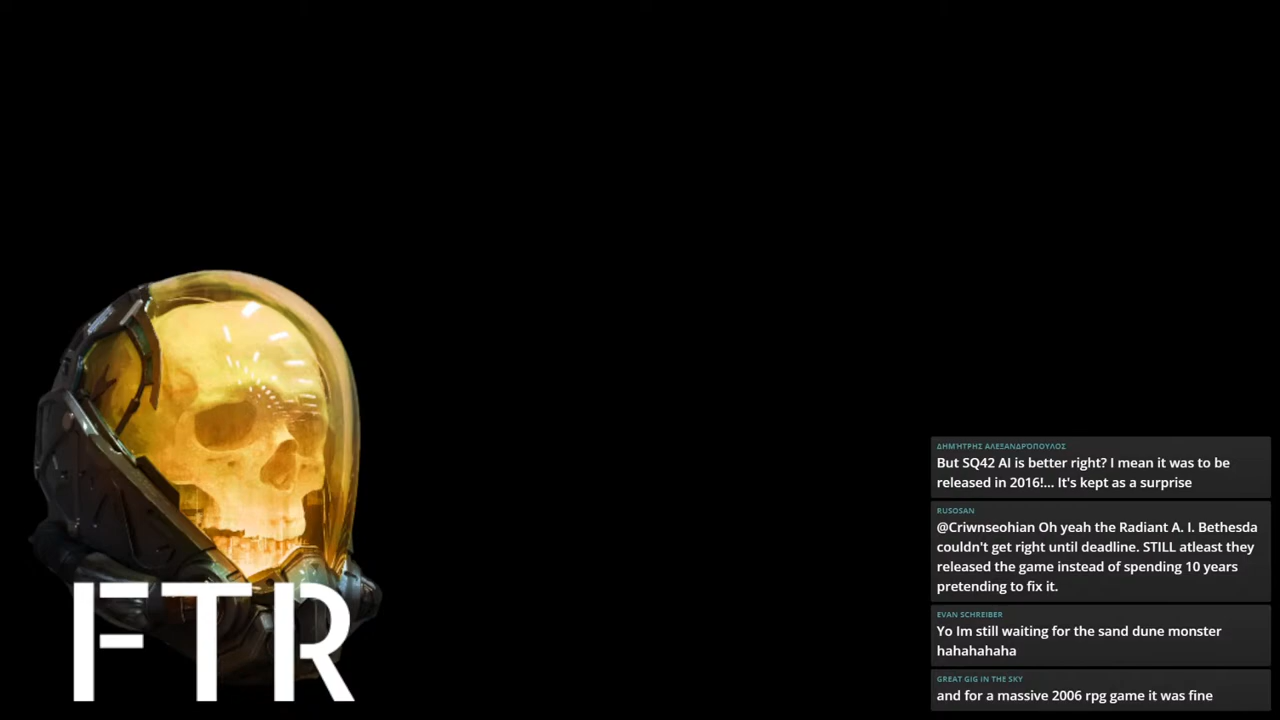 FTR
ΔΗΜΉΤΡΗΣ ΑΛΕΞΑΝΔΡΌΠΟΥΛΟΣ
But SQ42 AI is better right? I mean it was to be
released in 2016!... It's kept as a surprise
RUSOSAN
@Criwnseohian Oh yeah the Radiant A. I. Bethesda
couldn't get right until deadline. STILL atleast they
released the game instead of spending 10 years
pretending to fix it.
EVAN SCHREIBER
Yo Im still waiting for the sand dune monster
hahahahaha
GREAT GIG IN THE SKY
and for a massive 2006 rpg game it was fine